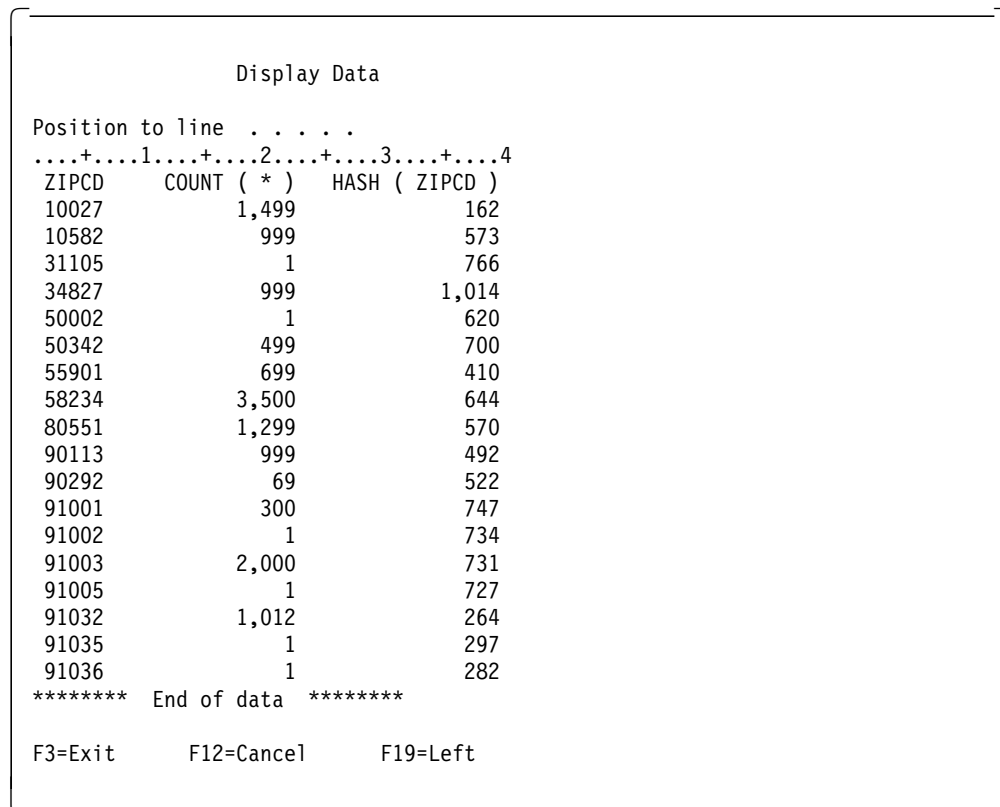 Display Data
Position to line . . . . .
....+....1....+....2....+....3....+....4
ZIPCD COUNT ( * ) HASH ( ZIPCD )
10027 1,499 162
10582 999 573
31105 1 766
34827 999 1,014
50002 1 620
50342 499 700
55901 699 410
58234 3,500 644
80551 1,299 570
90113 999 492
90292 69 522
91001 300 747
91002 1 734
91003 2,000 731
91005 1 727
91032 1,012 264
91035 1 297
91036 1 282
******** End of data ********
F3=Exit F12=Cancel F19=Left